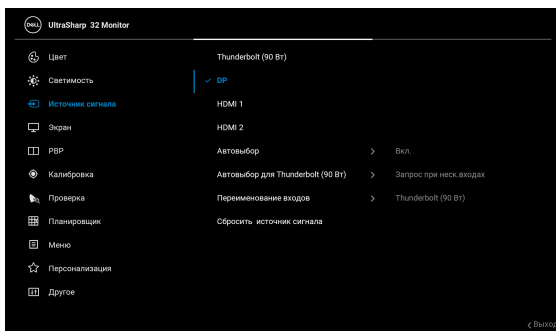 DELL UltraSharp 32 Monitor
Цвет Thunderbolt (90 Вт)
Светимость DP
Источник сигнала HDMI 1
Экран HDMI 2
PBP Автовыбор Вкл.
Калибровка Автовыбор для Thunderbolt (90 Вт) Запрос при неск.входах
Проверка Переименование входов Thunderbolt (90 Вт)
Планировщик Сбросить источник сигнала
Меню
Персонализация
Другое
Выход